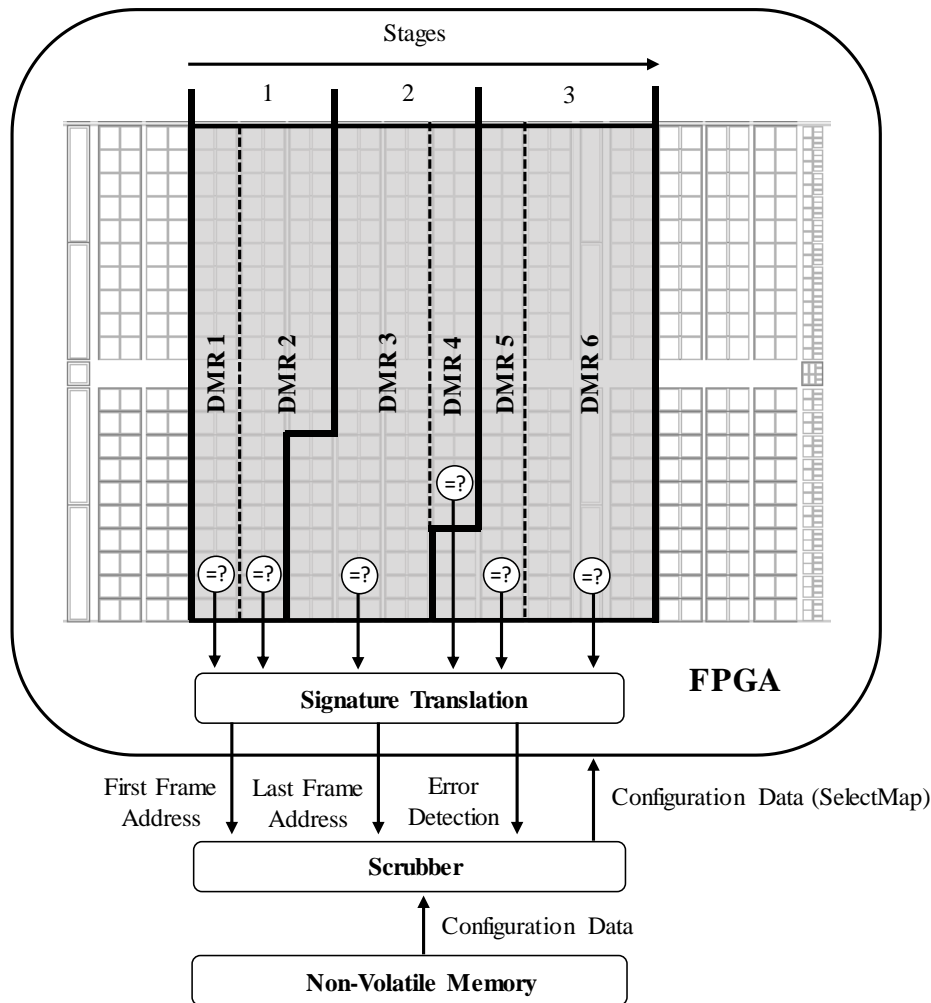 Stages
1
2
3
DMR 1
DMR 2
DMR 3
DMR 4
DMR 5
DMR 6
=?
=?
=?
=?
=?
=?
FPGA
Signature Translation
First Frame
Address
Last Frame
Address
Error
Detection
Configuration Data (SelectMap)
Scrubber
Configuration Data
Non-Volatile Memory